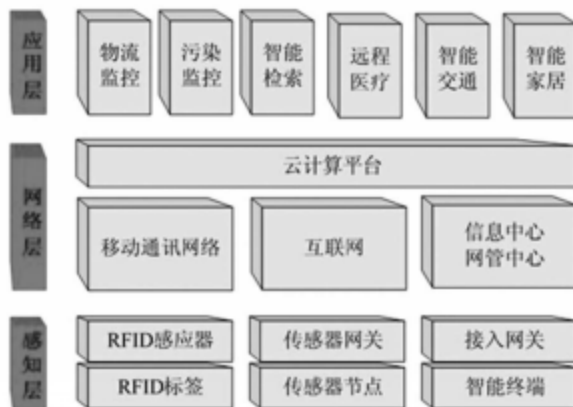 应用层
物流
监控
污染
监控
智能
检索
远程
医疗
智能
交通
智能
家居
网络层
云计算平台
移动通讯网络
互联网
信息中心
网管中心
感知层
RFID感应器
传感器网关
接入网关
RFID标签
传感器节点
智能终端